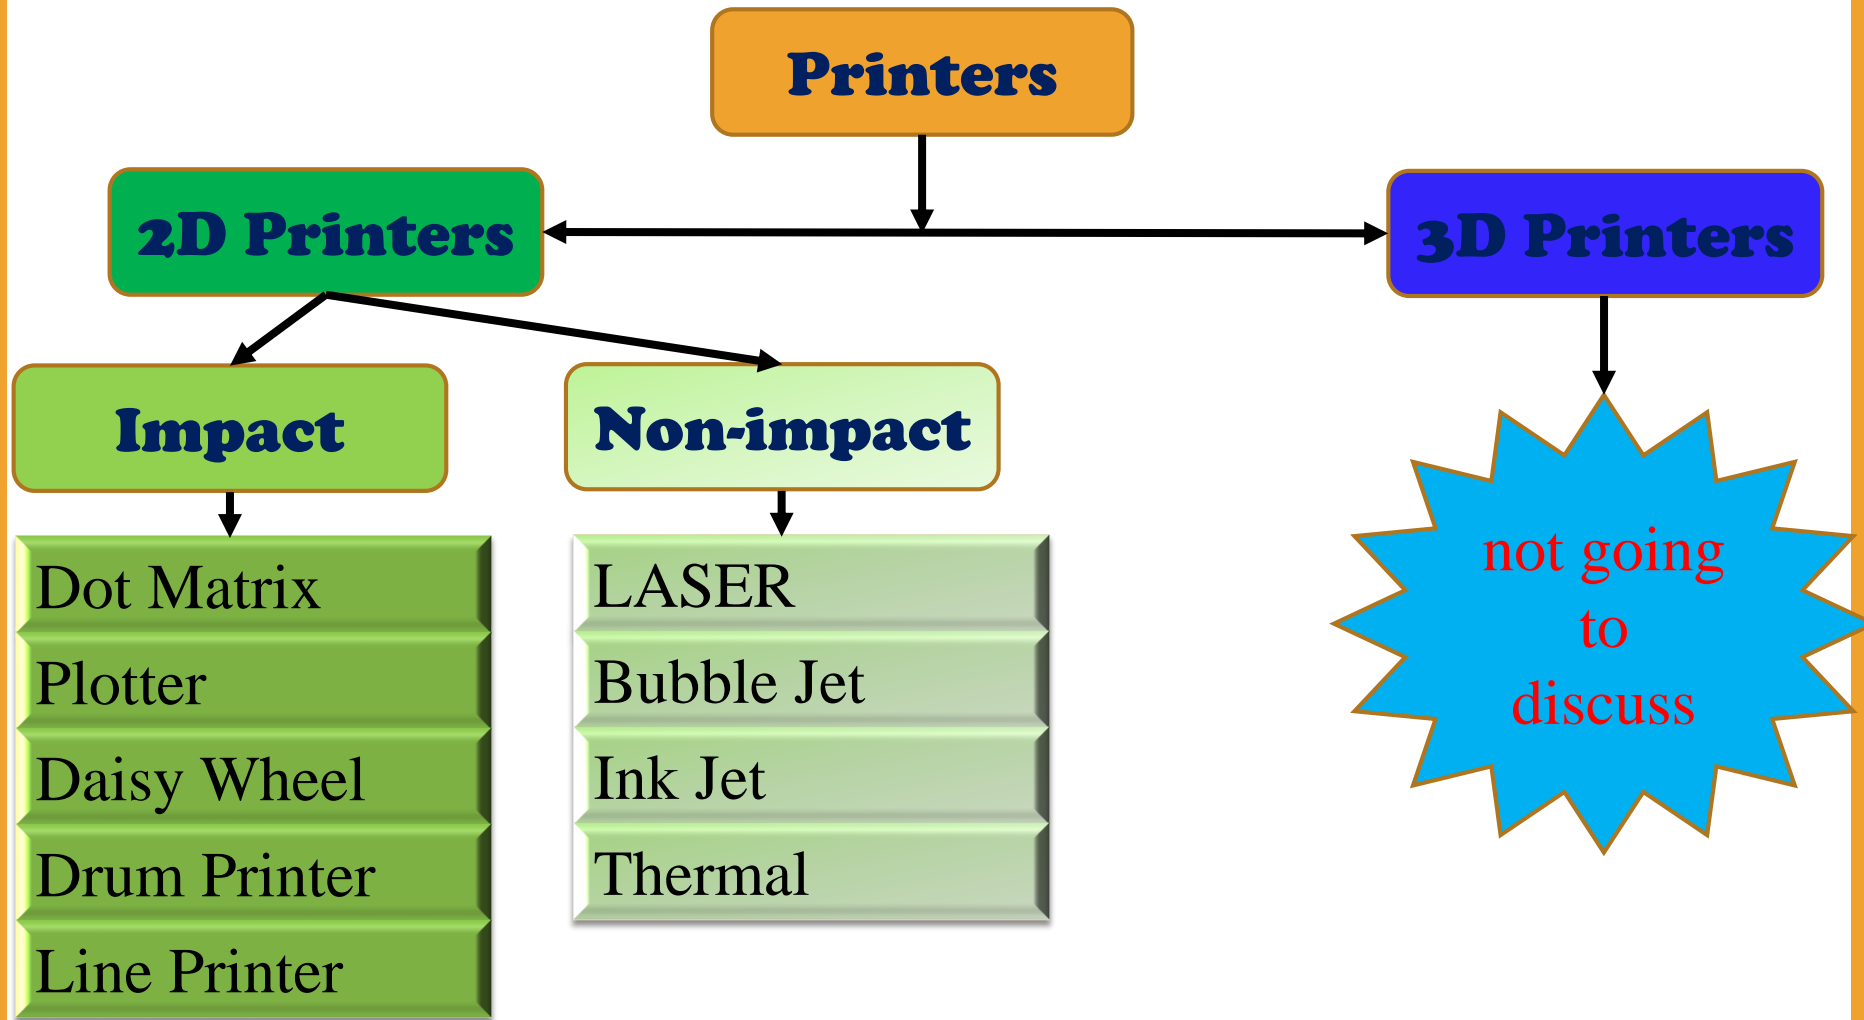 Printers
2D Printers
3D Printers
Impact
Non-impact
Dot Matrix
Plotter
Daisy Wheel
Drum Printer
Line Printer
LASER
Bubble Jet
Ink Jet
Thermal
not going
to
discuss